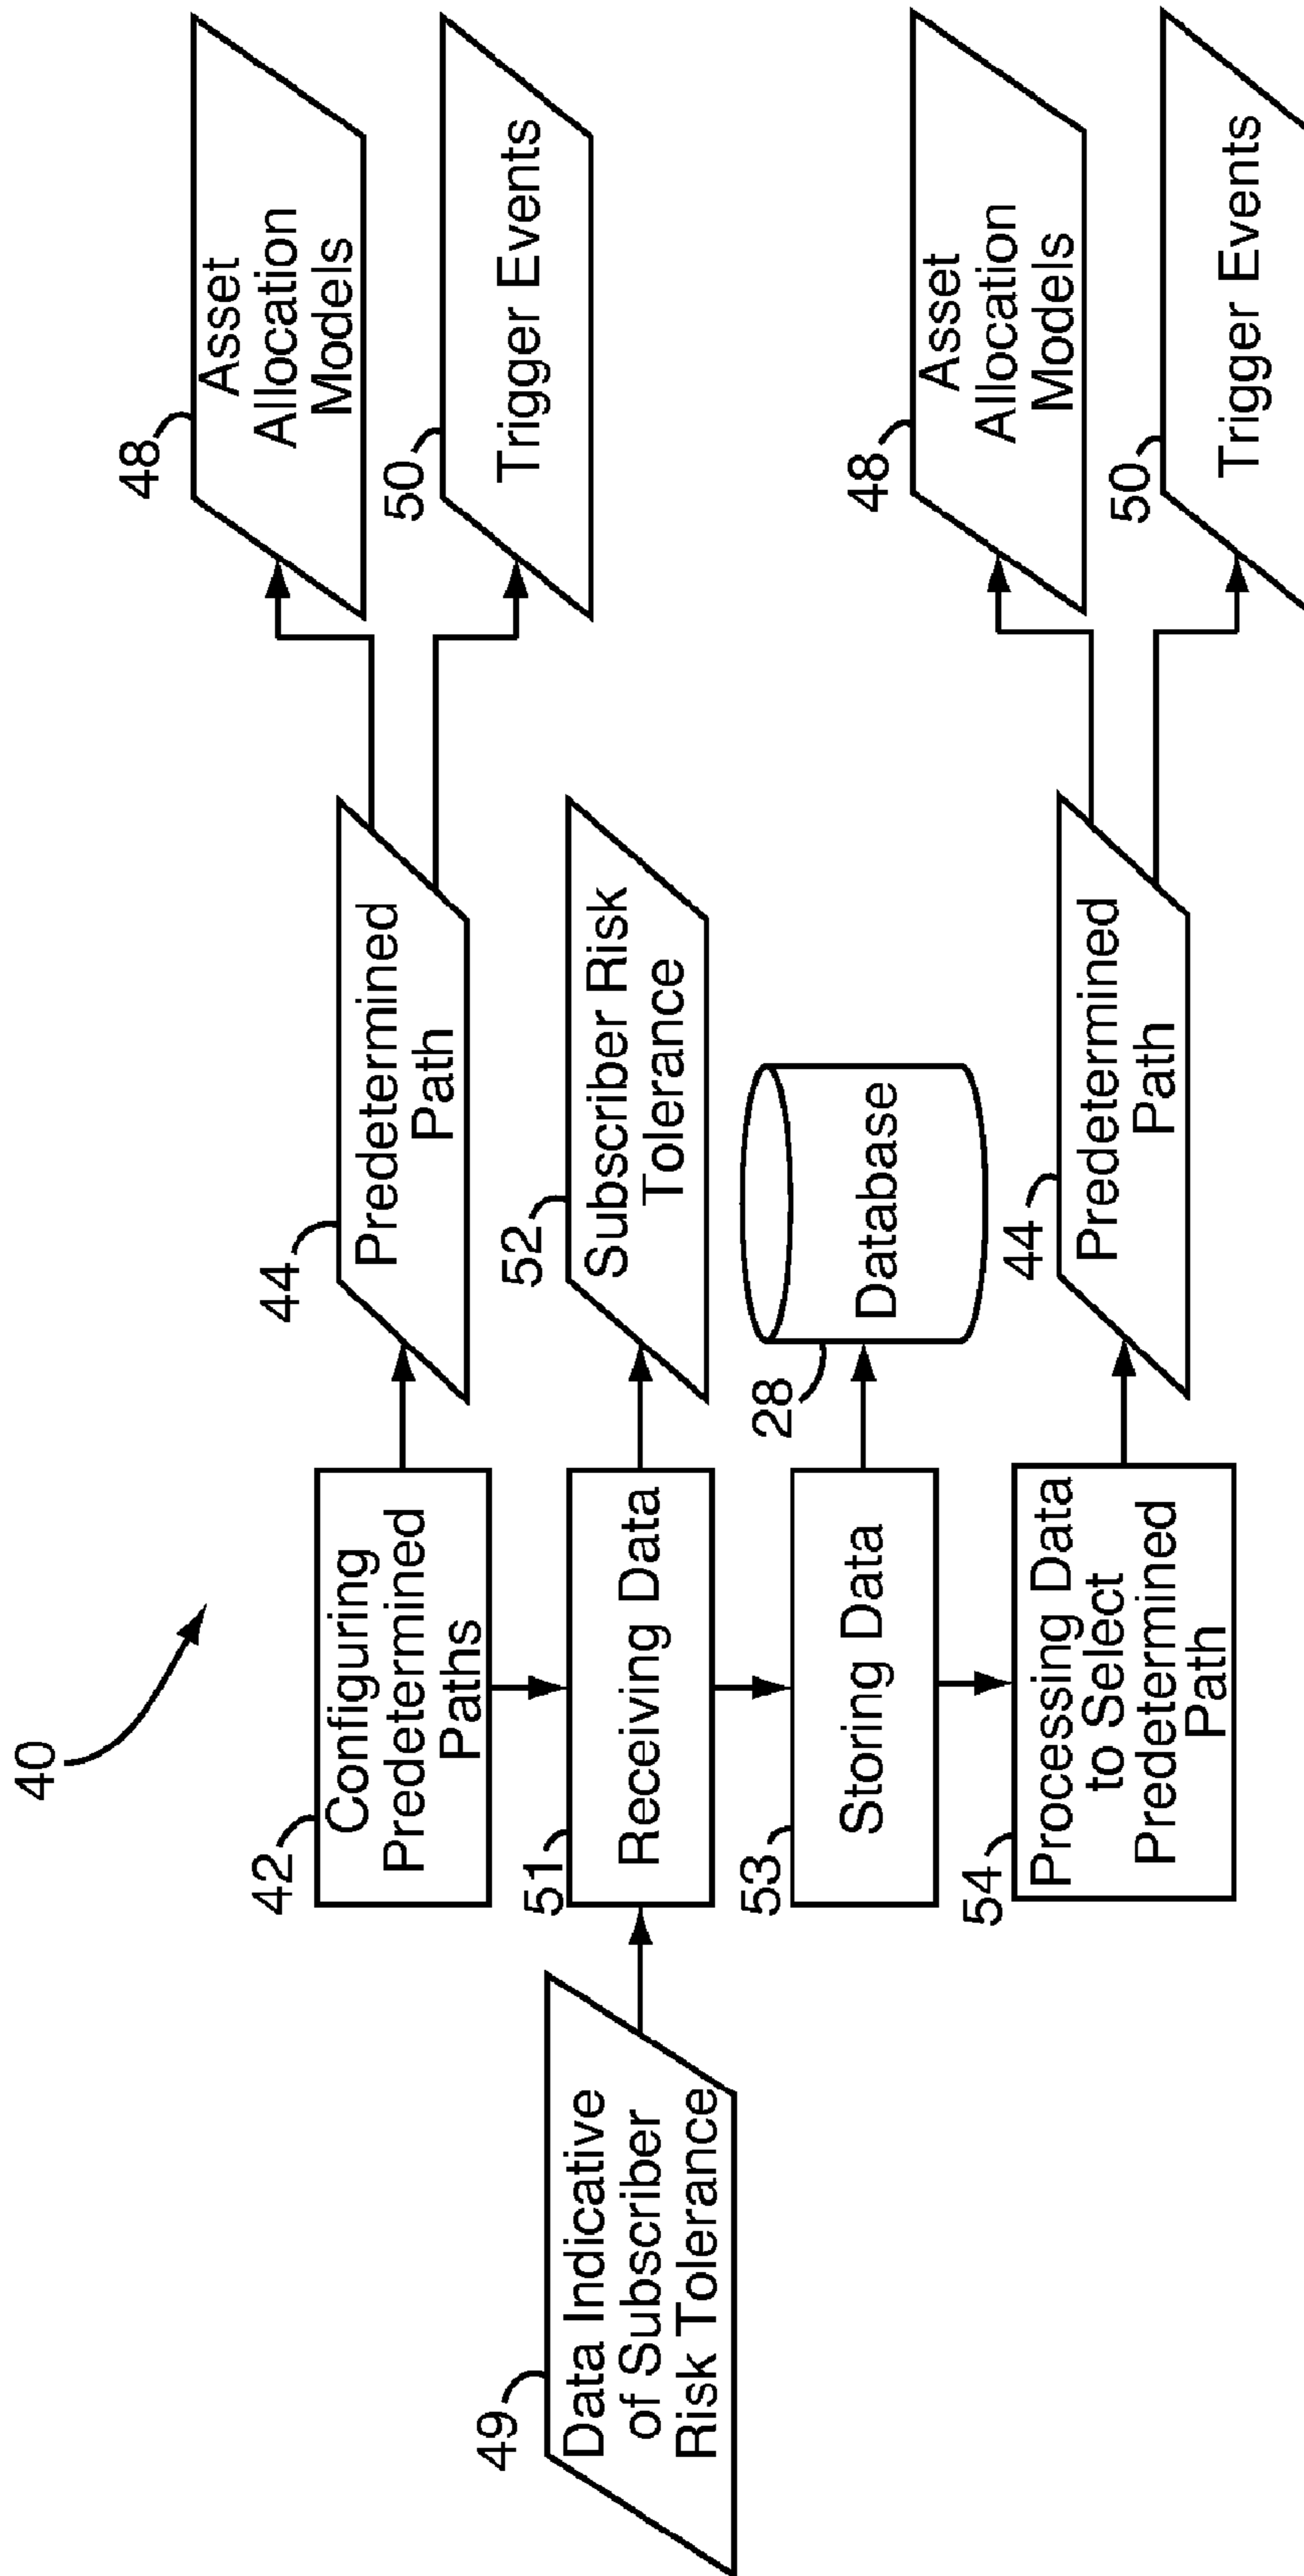 40
42
Configuring
Predetermined
Paths
44
Predetermined
Path
48
Asset
Allocation
Models
50
Trigger Events
49
Data Indicative
of Subscriber
Risk Tolerance
51
Receiving Data
52
Subscriber Risk
Tolerance
53
Storing Data
28
Database
54
Processing Data
to Select
Predetermined
Path
44
Predetermined
Path
48
Asset
Allocation
Models
50
Trigger Events